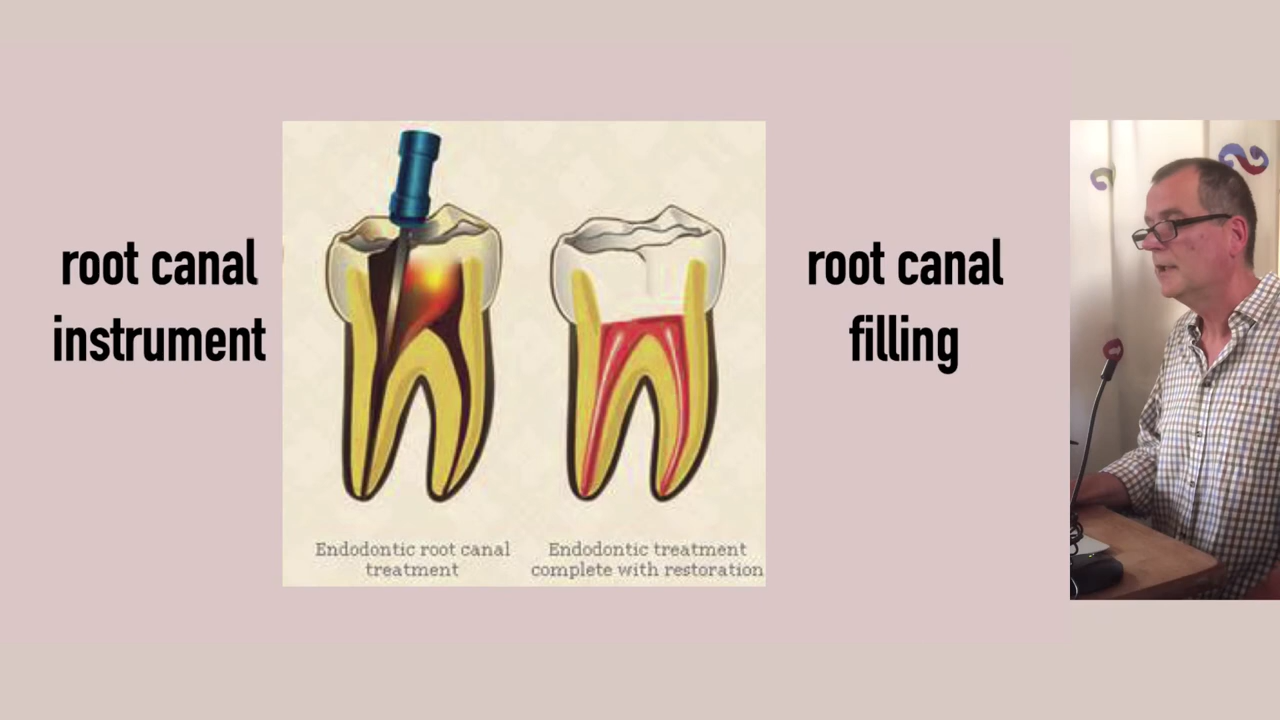 root canal
instrument
Endodontic root canal
treatment
Endodontic treatment
complete with restoration
root canal
filling